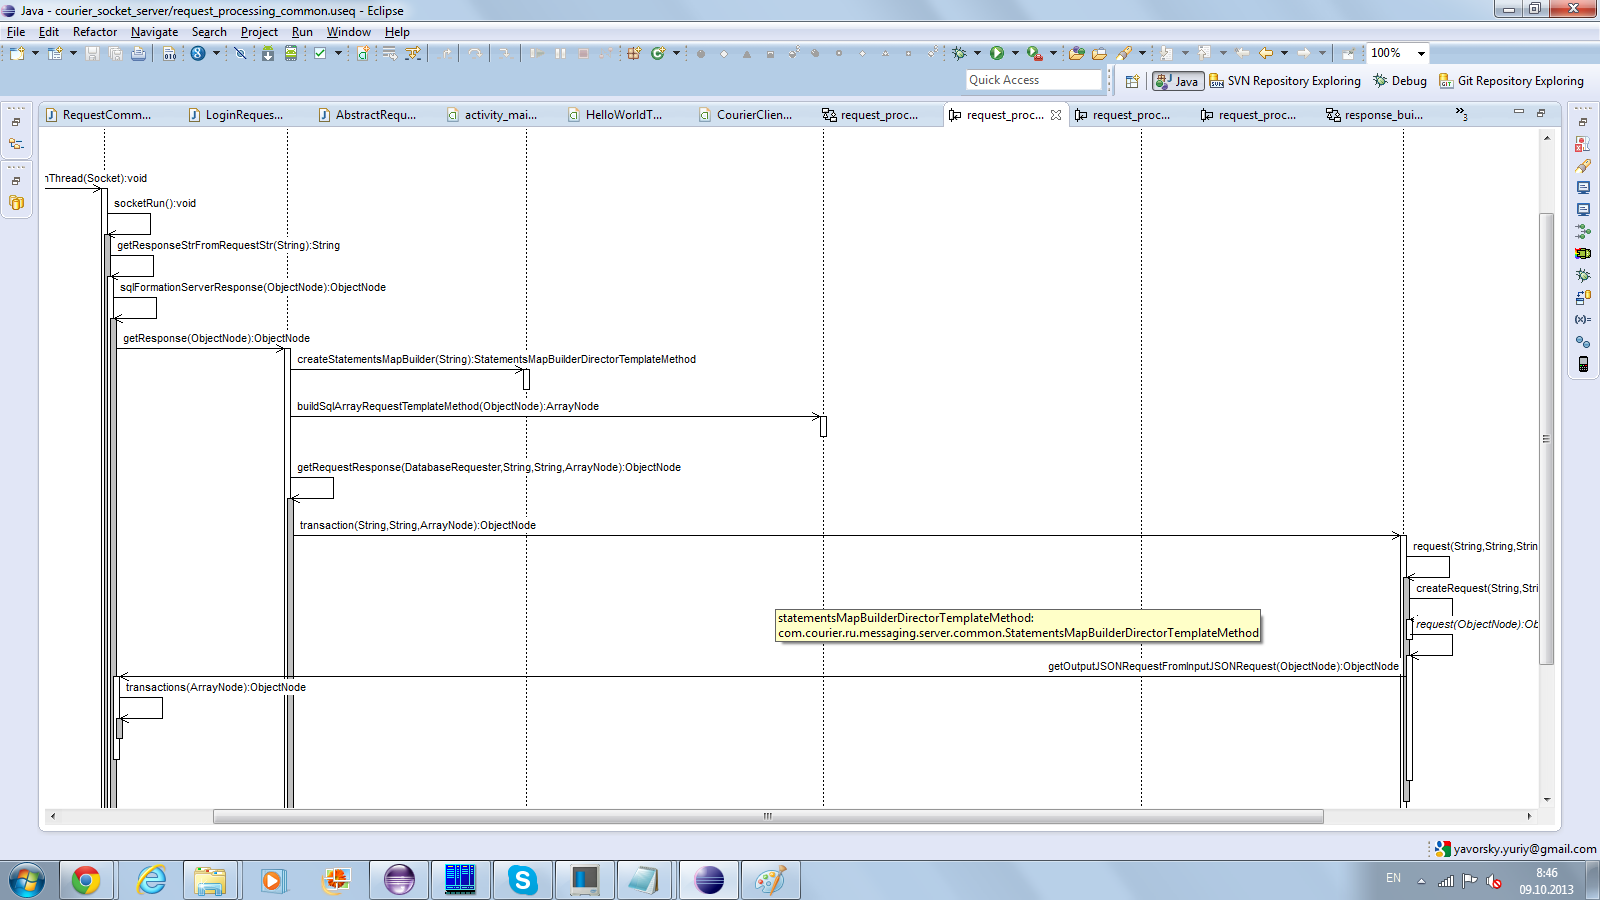 Java - courier_socket_server/request_processing_common.useq - Eclipse
File Edit Refactor Navigate Search Project Run Window Help
100%
Quick Access
Java
SVN Repository Exploring
Debug
Git Repository Exploring
RequestComm...
LoginReques...
AbstractRequ...
activity_mai...
HelloWorldT...
CourierClien...
request_proc...
request_proc...
request_proc...
request_proc...
response_bui...
»3
nThread(Socket):void
socketRun():void
getResponseStrFromRequestStr(String):String
sqlFormationServerResponse(ObjectNode):ObjectNode
getResponse(ObjectNode):ObjectNode
createStatementsMapBuilder(String):StatementsMapBuilderDirectorTemplateMethod
buildSqlArrayRequestTemplateMethod(ObjectNode):ArrayNode
getRequestResponse(DatabaseRequester,String,String,ArrayNode):ObjectNode
transaction(String,String,ArrayNode):ObjectNode
request(String,String,Strin
createRequest(String,Stri
request(ObjectNode):Ob
statementsMapBuilderDirectorTemplateMethod:
com.courier.ru.messaging.server.common.StatementsMapBuilderDirectorTemplateMethod
getOutputJSONRequestFromInputJSONRequest(ObjectNode):ObjectNode
transactions(ArrayNode):ObjectNode
yavorsky.yuriy@gmail.com
EN
8:46
09.10.2013